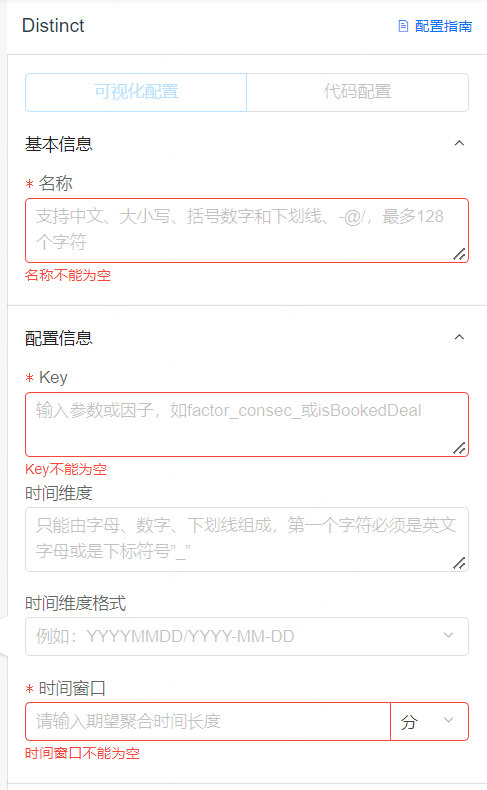 Distinct
配置指南
可视化配置
代码配置
基本信息
* 名称
支持中文、大小写、括号数字和下划线、-@/，最多128
个字符
名称不能为空
配置信息
* Key
输入参数或因子，如factor_consec_或isBookedDeal
Key不能为空
时间维度
只能由字母、数字、下划线组成，第一个字符必须是英文
字母或是下标符号”_”
时间维度格式
例如：YYYYMMDD/YYYY-MM-DD
* 时间窗口
请输入期望聚合时间长度
分
时间窗口不能为空